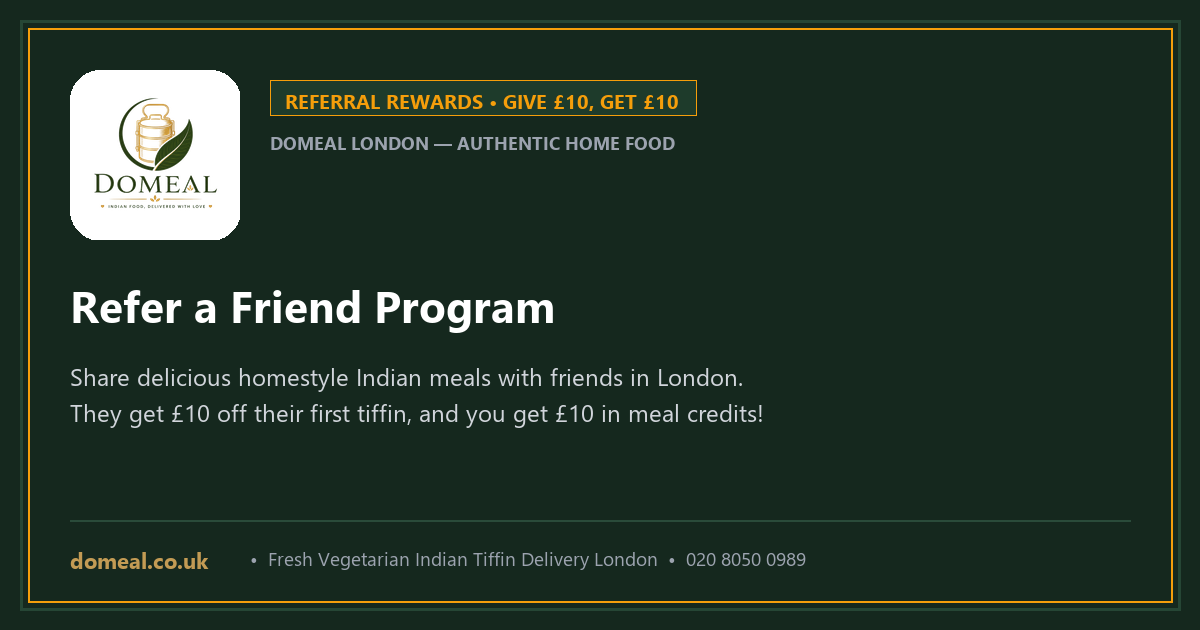 DOMEAL
INDIAN FOOD, DELIVERED WITH LOVE
REFERRAL REWARDS • GIVE £10, GET £10
DOMEAL LONDON — AUTHENTIC HOME FOOD
Refer a Friend Program
Share delicious homestyle Indian meals with friends in London.
They get £10 off their first tiffin, and you get £10 in meal credits!
domeal.co.uk • Fresh Vegetarian Indian Tiffin Delivery London • 020 8050 0989